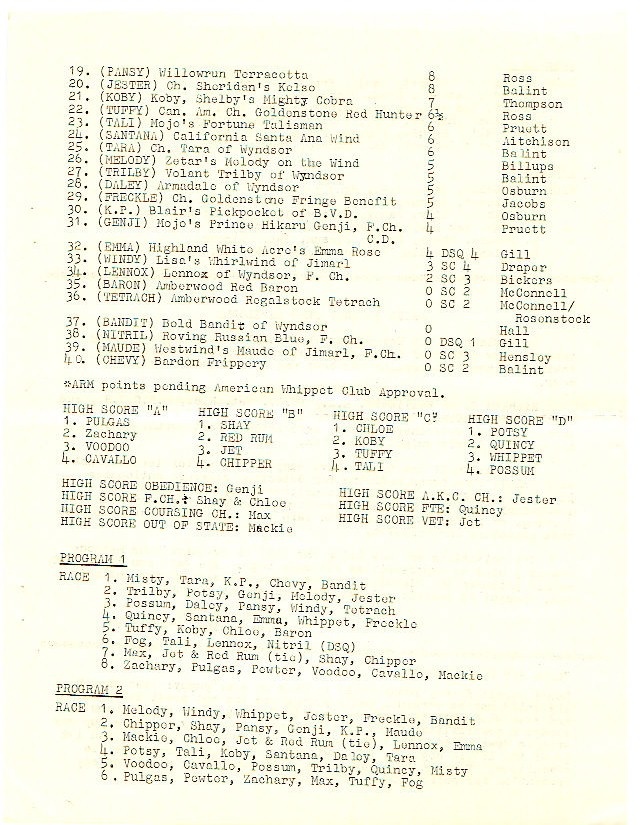 19. (PANSY) Willowrun Terracotta 8 Ross
20. (JESTER) Ch. Sheridan's Kelso 8 Balint
21. (KOBY) Koby, Shelby's Mighty Cobra 7 Thompson
22. (TUFFY) Can. Am. Ch. Goldenstone Red Hunter 6½ Ross
23. (TALI) Mojo's Fortune Talisman 6 Pruett
24. (SANTANA) California Santa Ana Wind 6 Aitchison
25. (TARA) Ch. Tara of Wyndsor 6 Balint
26. (MELODY) Zetar's Melody on the Wind 5 Billups
27. (TRILBY) Volant Trilby of Wyndsor 5 Balint
28. (DALEY) Armadale of Wyndsor 5 Osburn
29. (FRECKLE) Ch. Goldenstone Fringe Benefit 5 Jacobs
30. (K.P.) Blair's Pickpocket of B.V.D. 4 Osburn
31. (GENJI) Mojo's Prince Hikaru Genji, F.Ch. 4 Pruett
C.D.
32. (EMMA) Highland White Acre's Emma Rose 4 DSQ 4 Gill
33. (WINDY) Lisa's Whirlwind of Jimarl 3 SC 4 Draper
34. (LENNOX) Lennox of Wyndsor, F. Ch. 2 SC 3 Bickers
35. (BARON) Amberwood Red Baron 0 SC 2 McConnell
36. (TETRACH) Amberwood Regalstock Tetrach 0 SC 2 McConnell/
Rosenstock
37. (BANDIT) Bold Bandit of Wyndsor 0 Hall
38. (NITRIL) Roving Russian Blue, F. Ch. 0 DSQ 1 Gill
39. (MAUDE) Westwind's Maude of Jimarl, F.Ch. 0 SC 3 Hensley
40. (CHEVY) Bardon Frippery 0 SC 2 Balint
*ARM points pending American Whippet Club Approval.
HIGH SCORE "A" HIGH SCORE "B" HIGH SCORE "C" HIGH SCORE "D"
1. PULGAS 1. SHAY 1. CHLOE 1. POTSY
2. Zachary 2. RED RUM 2. KOBY 2. QUINCY
3. VOODOO 3. JET 3. TUFFY 3. WHIPPET
4. CAVALLO 4. CHIPPER 4. TALI 4. POSSUM
HIGH SCORE OBEDIENCE: Genji HIGH SCORE A.K.C. CH.: Jester
HIGH SCORE F.CH.: Shay & Chloe HIGH SCORE FTE: Quincy
HIGH SCORE COURSING CH.: Max HIGH SCORE VET: Jet
HIGH SCORE OUT OF STATE: Mackie
PROGRAM 1
RACE 1. Misty, Tara, K.P., Chevy, Bandit
2. Trilby, Potsy, Genji, Melody, Jester
3. Possum, Daley, Pansy, Windy, Tetrach
4. Quincy, Santana, Emma, Whippet, Freckle
5. Tuffy, Koby, Chloe, Baron
6. Fog, Tali, Lennox, Nitril (DSQ)
7. Max, Jet & Red Rum (tie), Shay, Chipper
8. Zachary, Pulgas, Pewter, Voodoo, Cavallo, Mackie
PROGRAM 2
RACE 1. Melody, Windy, Whippet, Jester, Freckle, Bandit
2. Chipper, Shay, Pansy, Genji, K.P., Maude
3. Mackie, Chloe, Jet & Red Rum (tie), Lennox, Emma
4. Potsy, Tali, Koby, Santana, Daley, Tara
5. Voodoo, Cavallo, Possum, Trilby, Quincy, Misty
6. Pulgas, Pewter, Zachary, Max, Tuffy, Fog